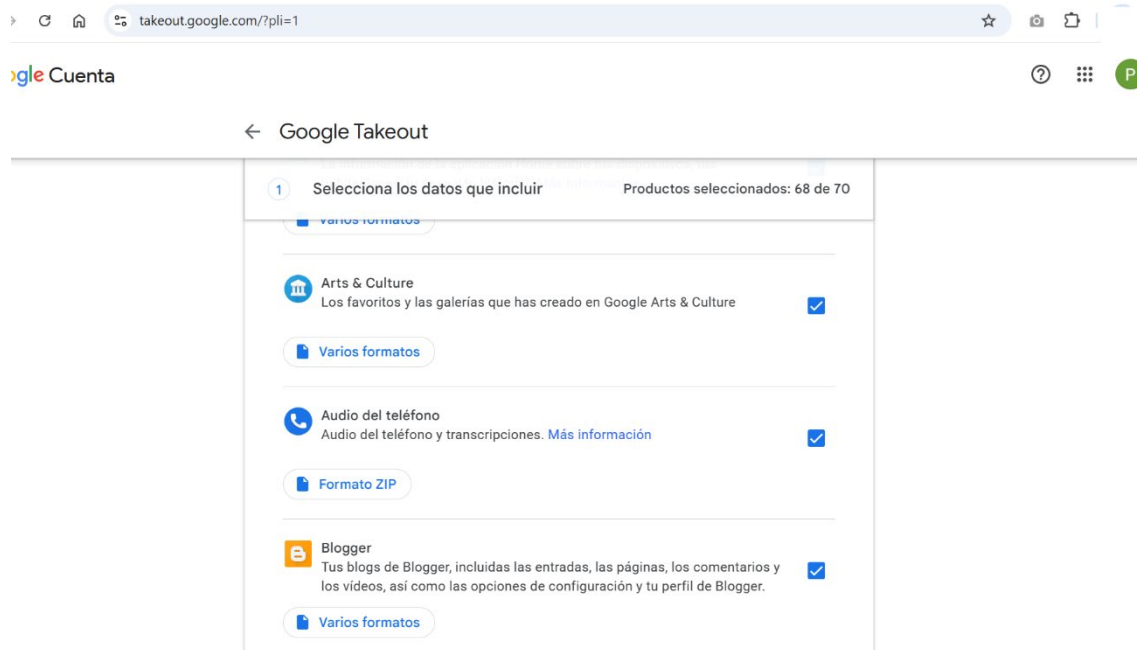 takeout.google.com/?pli=1
ogle Cuenta
P
Google Takeout
1 Selecciona los datos que incluir Productos seleccionados: 68 de 70
Varios formatos
Arts & Culture
Los favoritos y las galerías que has creado en Google Arts & Culture
Varios formatos
Audio del teléfono
Audio del teléfono y transcripciones. Más información
Formato ZIP
Blogger
Tus blogs de Blogger, incluidas las entradas, las páginas, los comentarios y
los vídeos, así como las opciones de configuración y tu perfil de Blogger.
Varios formatos